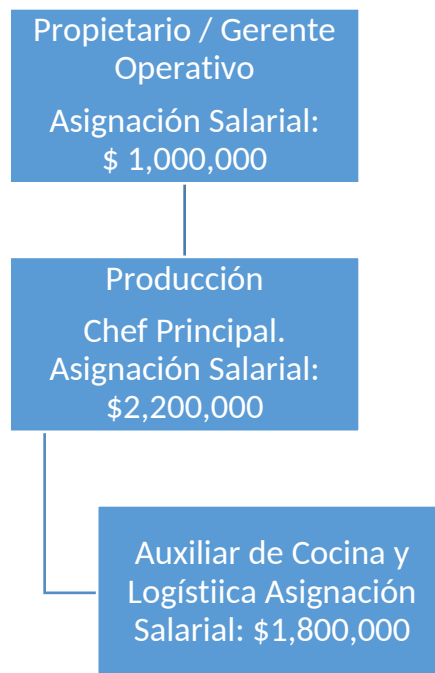 Propietario / Gerente
Operativo
Asignación Salarial:
$ 1,000,000
Producción
Chef Principal.
Asignación Salarial:
$2,200,000
Auxiliar de Cocina y
Logístiica Asignación
Salarial: $1,800,000